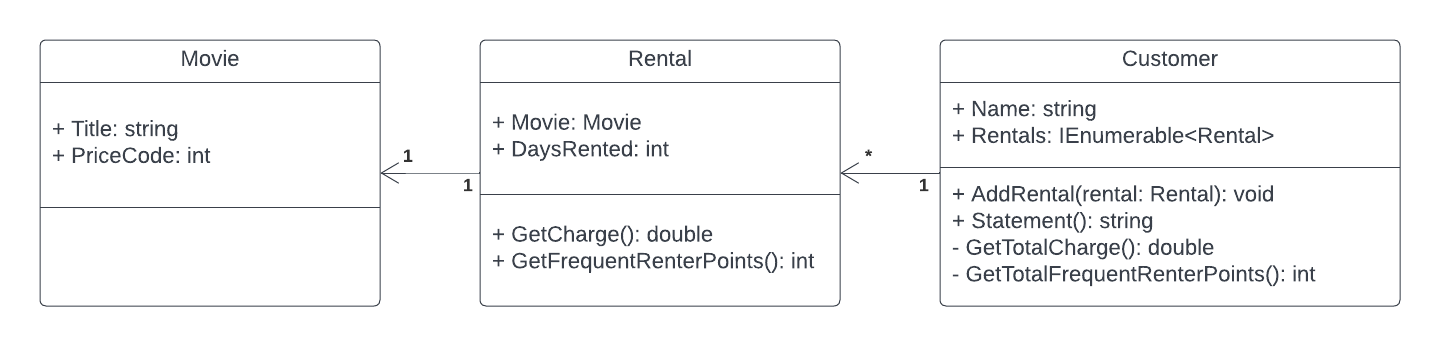 Movie
+ Title: string
+ PriceCode: int
1
1
Rental
+ Movie: Movie
+ DaysRented: int
+ GetCharge(): double
+ GetFrequentRenterPoints(): int
*
1
Customer
+ Name: string
+ Rentals: IEnumerable<Rental>
+ AddRental(rental: Rental): void
+ Statement(): string
- GetTotalCharge(): double
- GetTotalFrequentRenterPoints(): int